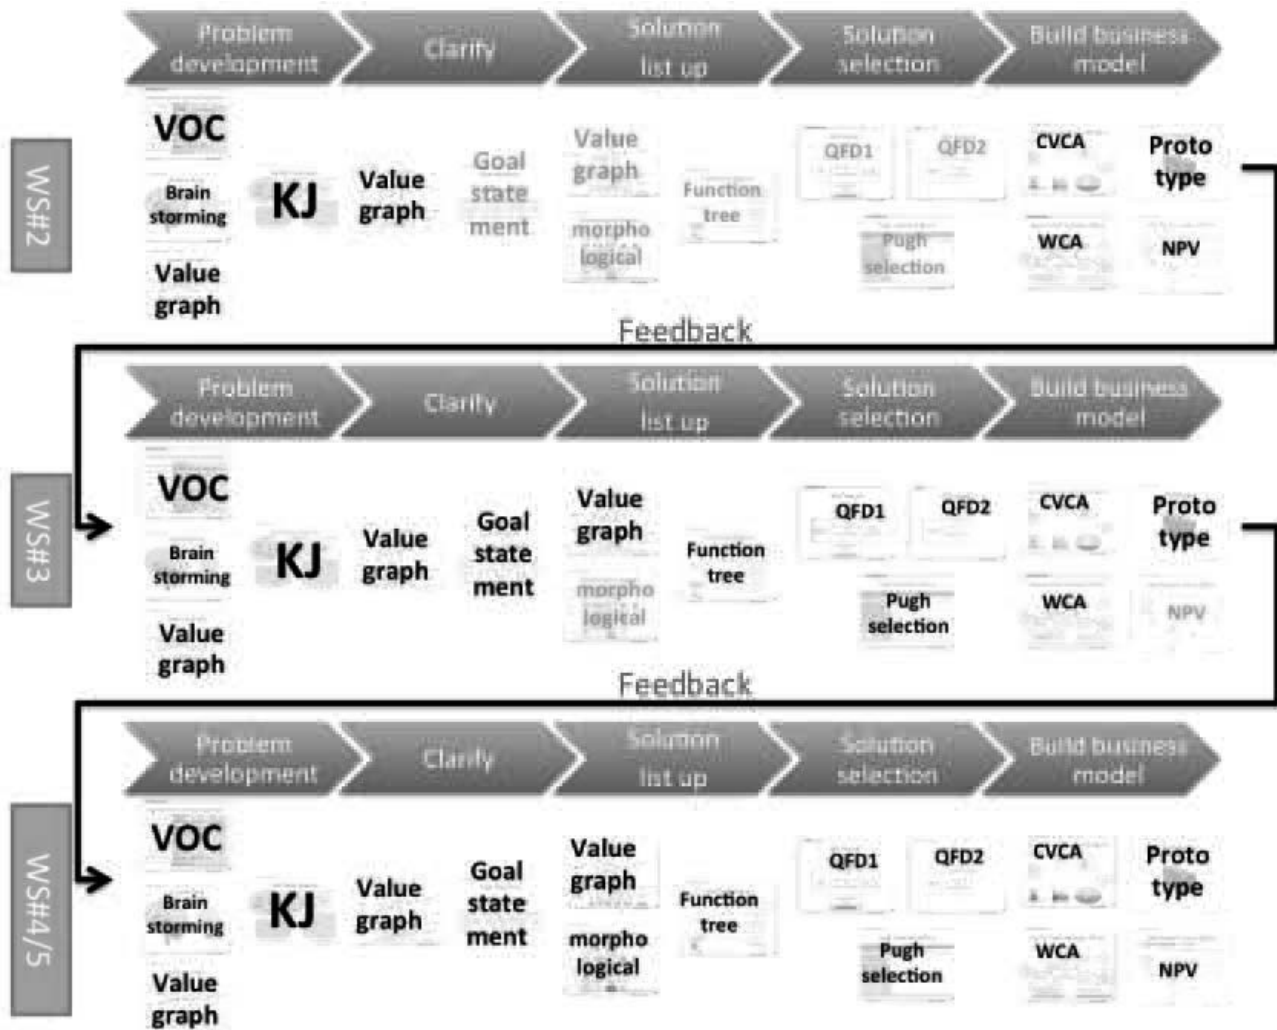 Problem
development
Clarify
Solution
list up
Solution
selection
Build business
model
WS#2
VOC
Brain
storming
Value
graph
KJ
Value
graph
Goal
state
ment
Value
graph
morpho
logical
Function
tree
QFD1
QFD2
Pugh
selection
CVCA
WCA
Proto
type
NPV
Feedback
Problem
development
Clarify
Solution
list up
Solution
selection
Build business
model
WS#3
VOC
Brain
storming
Value
graph
KJ
Value
graph
Goal
state
ment
Value
graph
morpho
logical
Function
tree
QFD1
QFD2
Pugh
selection
CVCA
WCA
Proto
type
NPV
Feedback
Problem
development
Clarify
Solution
list up
Solution
selection
Build business
model
WS#4/5
VOC
Brain
storming
Value
graph
KJ
Value
graph
Goal
state
ment
Value
graph
morpho
logical
Function
tree
QFD1
QFD2
Pugh
selection
CVCA
WCA
Proto
type
NPV